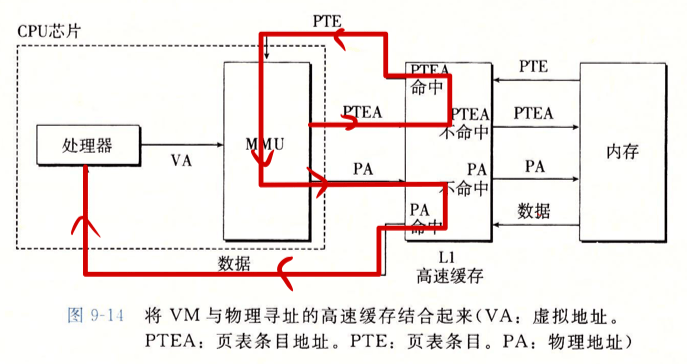 CPU芯片
PTE
PTEA
命中
PTE
PTEA
PTEA
不命中
PTEA
处理器
VA
MMU
PA
PA
不命中
PA
内存
PA
命中
数据
数据
L1
高速缓存
图 9-14 将 VM 与物理寻址的高速缓存结合起来(VA：虚拟地址。
PTEA：页表条目地址。PTE：页表条目。PA：物理地址)